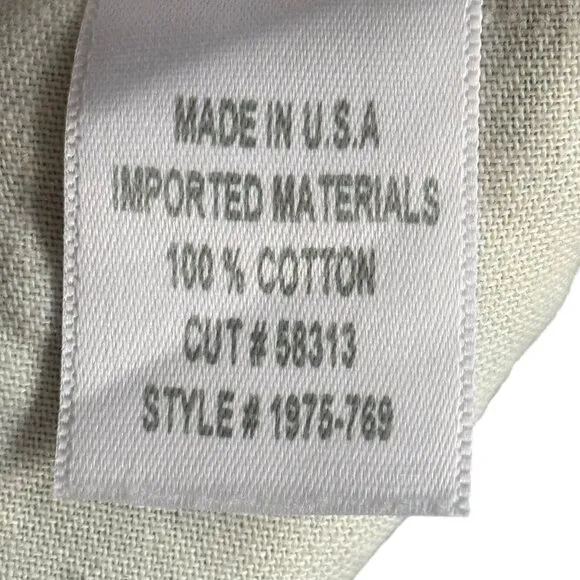 MADE IN U.S.A
IMPORTED MATERIALS
100 % COTTON
CUT # 58313
STYLE # 1975-769